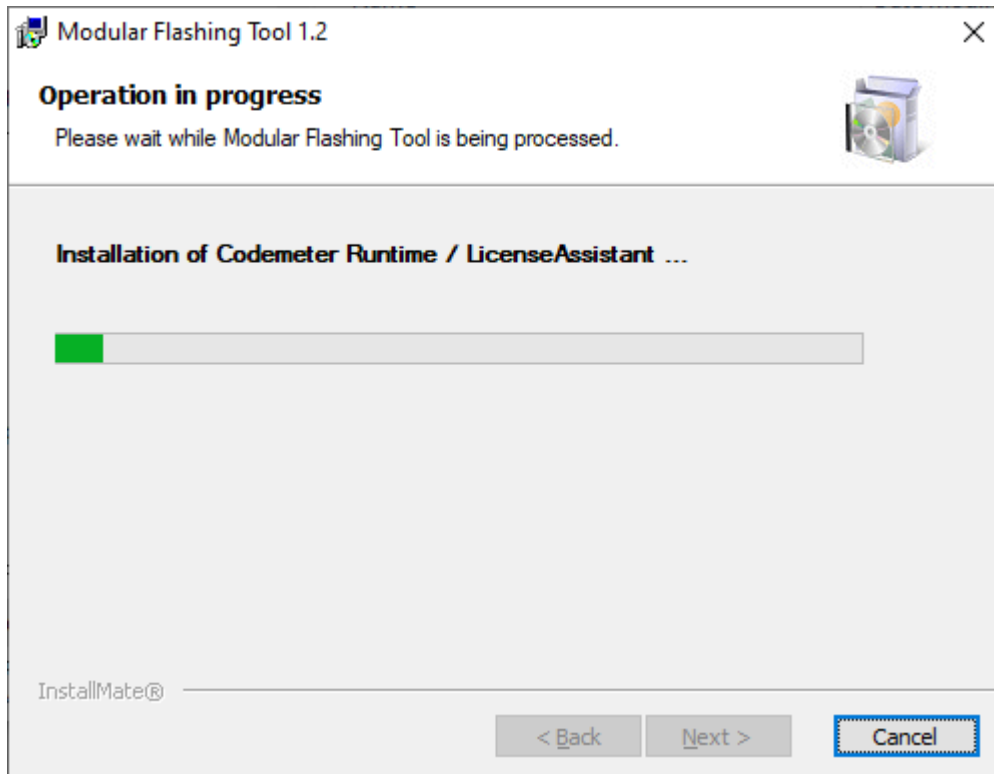 Modular Flashing Tool 1.2
Operation in progress
Please wait while Modular Flashing Tool is being processed.
Installation of Codemeter Runtime / LicenseAssistant ...
InstallMate®
< Back
Next >
Cancel